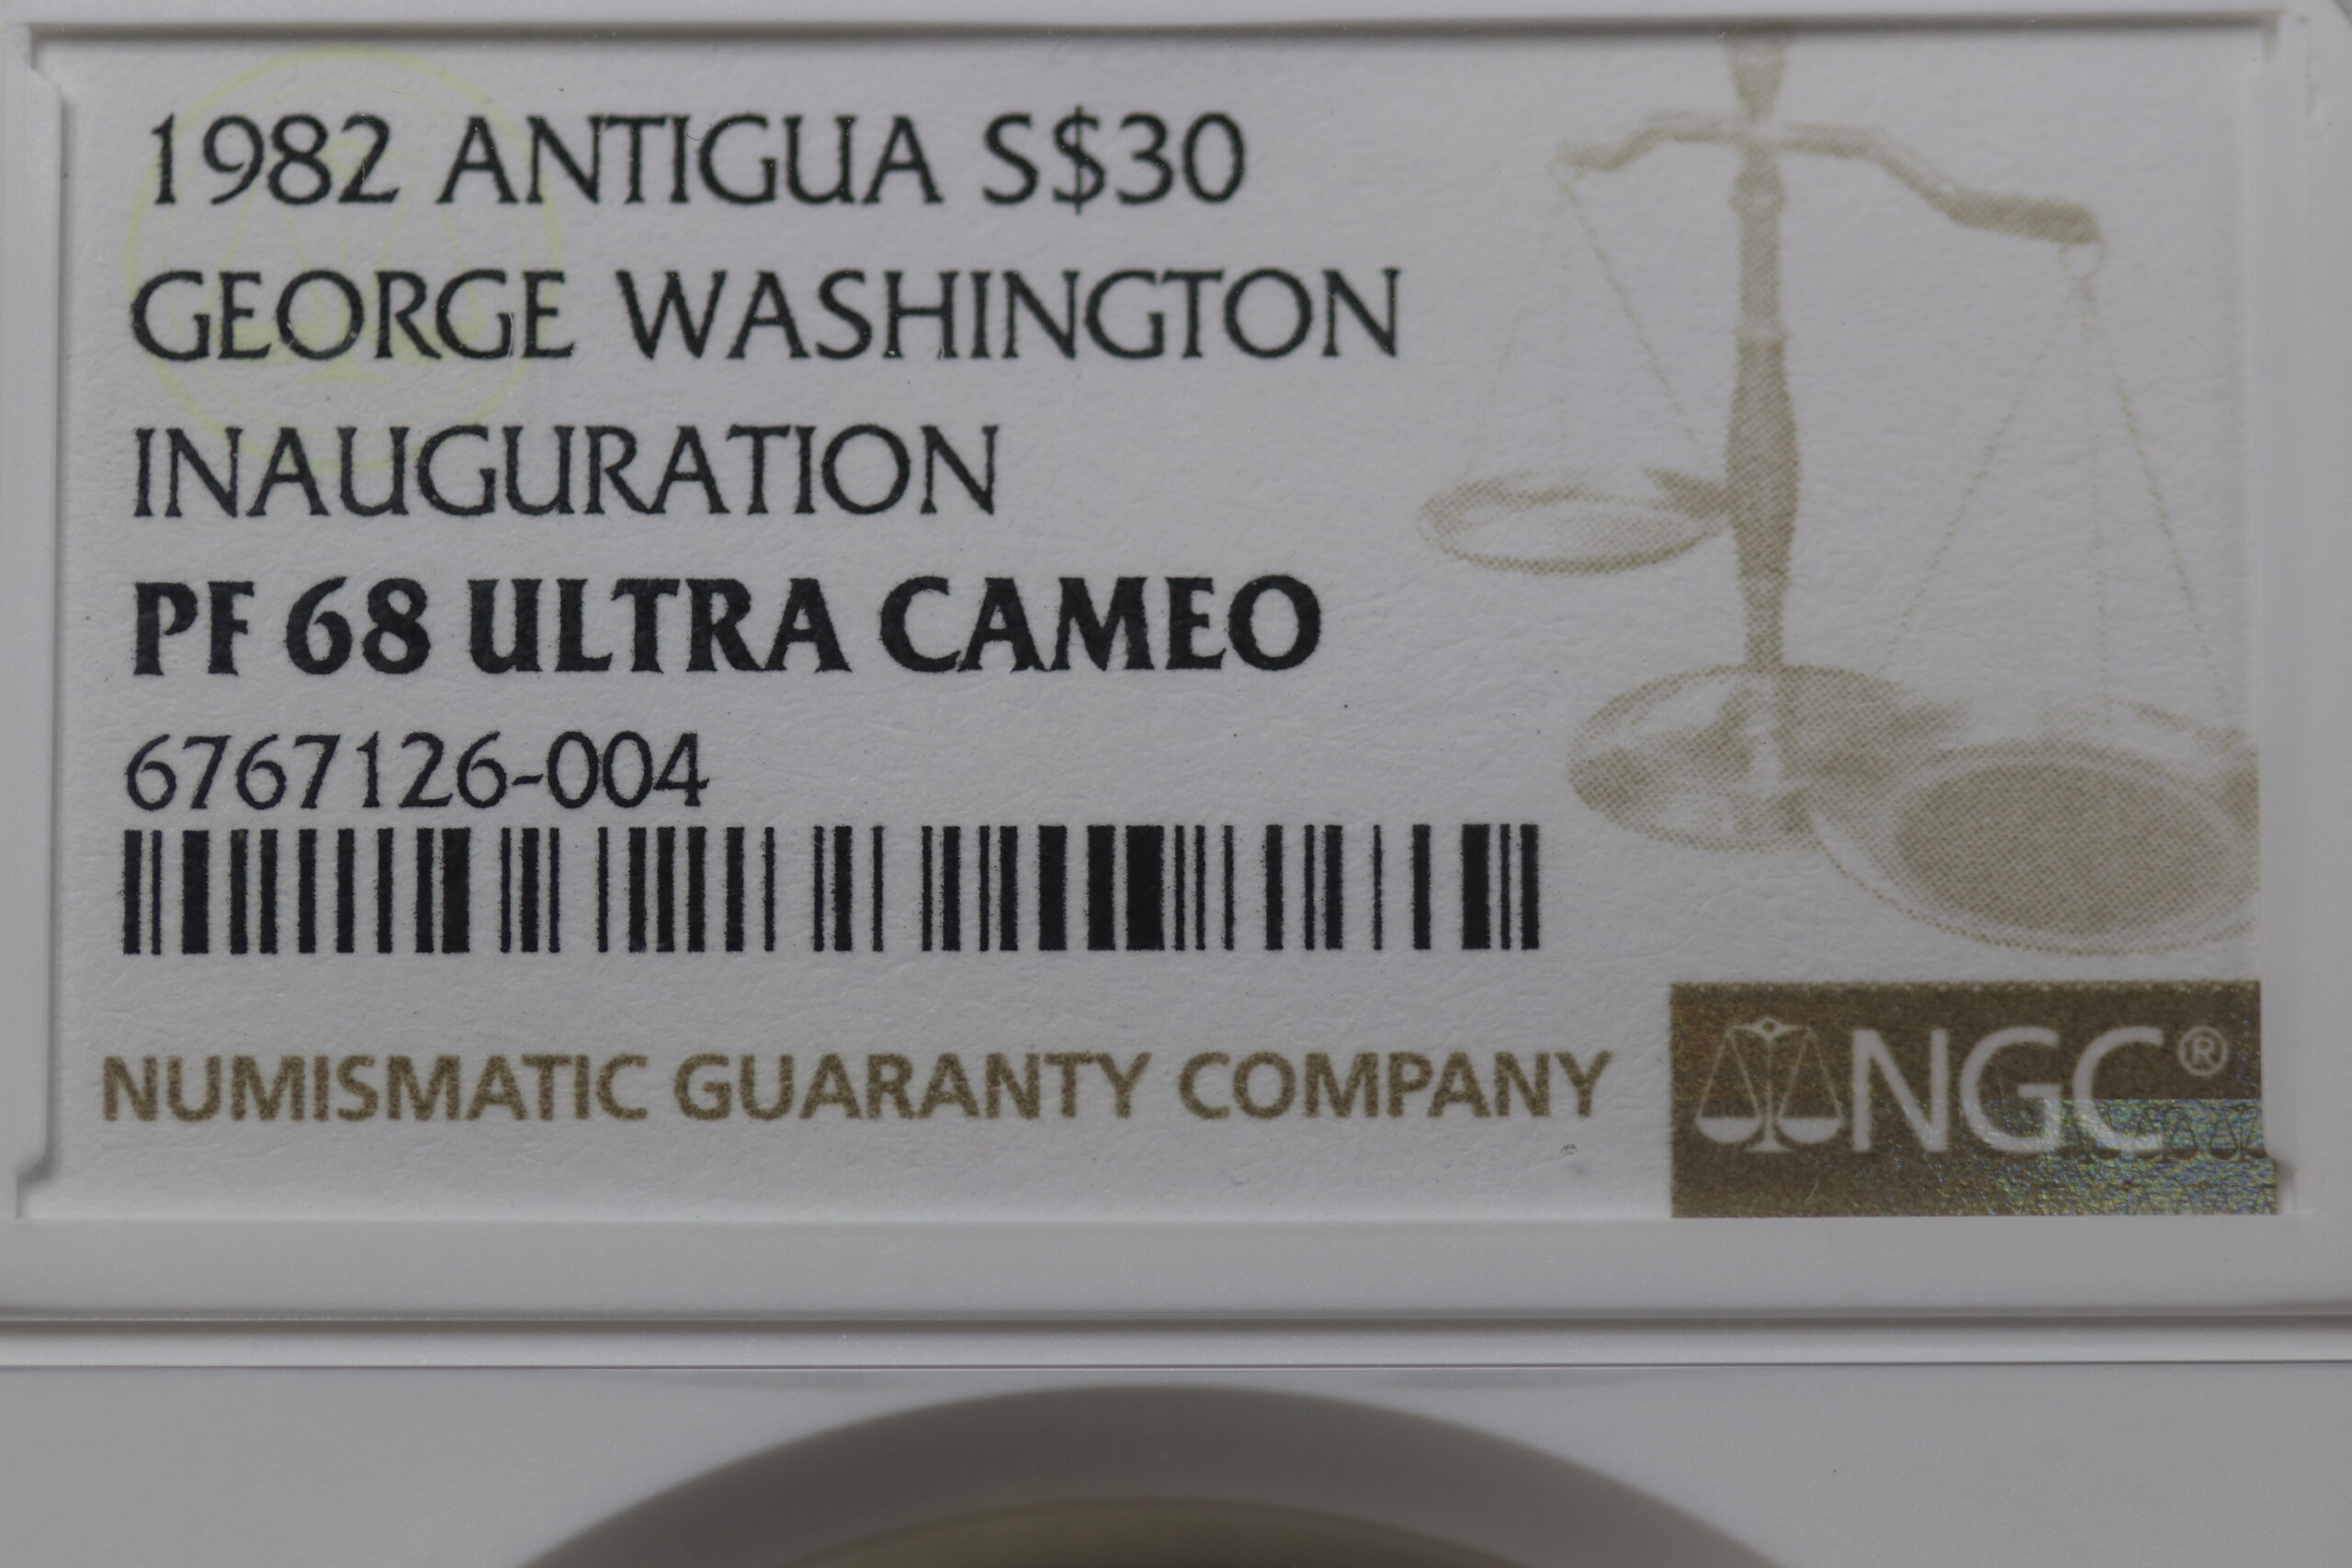 1982 ANTIGUA S$30
GEORGE WASHINGTON
INAUGURATION
PF 68 ULTRA CAMEO
6767126-004
NUMISMATIC GUARANTY COMPANY
NGC®